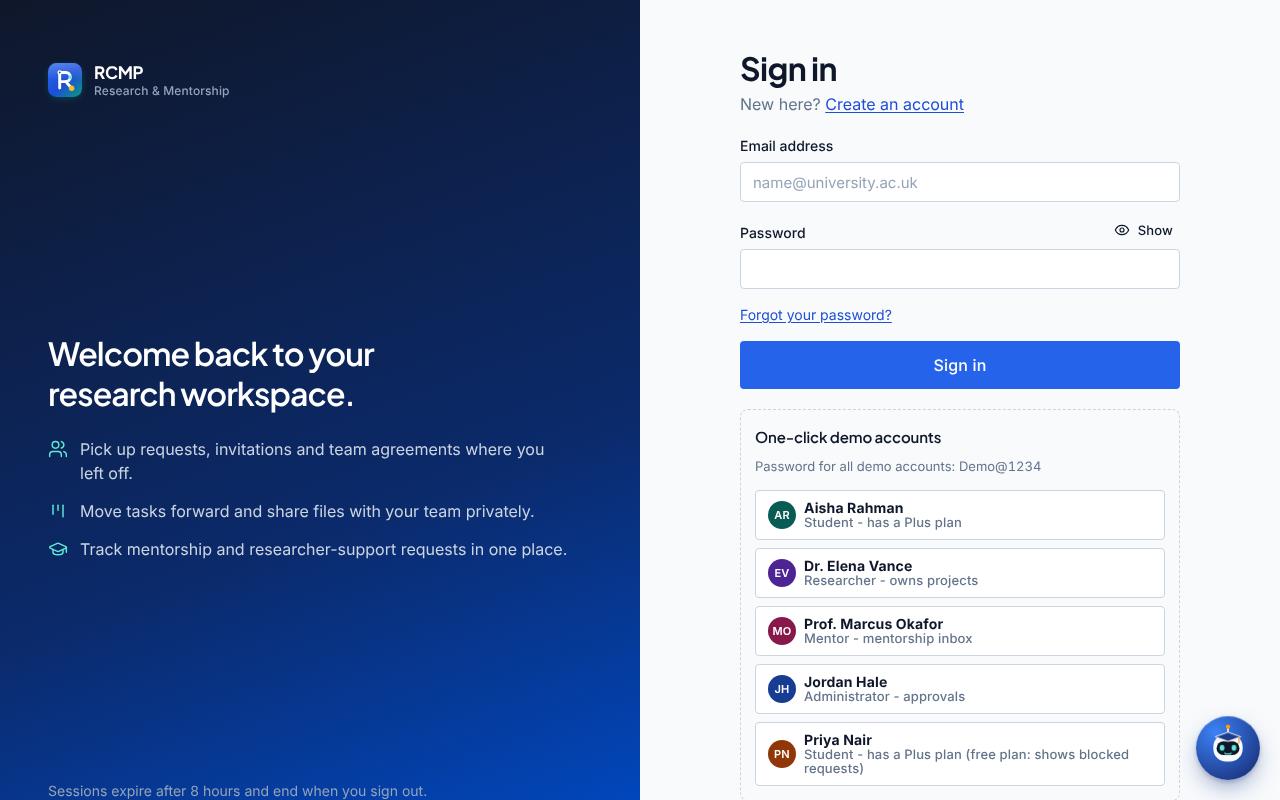 RCMP
Research & Mentorship
Welcome back to your
research workspace.
Pick up requests, invitations and team agreements where you
left off.
Move tasks forward and share files with your team privately.
Track mentorship and researcher-support requests in one place.
Sessions expire after 8 hours and end when you sign out.
Sign in
New here? Create an account
Email address
name@university.ac.uk
Password
Show
Forgot your password?
Sign in
One-click demo accounts
Password for all demo accounts: Demo@1234
AR
Aisha Rahman
Student - has a Plus plan
EV
Dr. Elena Vance
Researcher - owns projects
MO
Prof. Marcus Okafor
Mentor - mentorship inbox
JH
Jordan Hale
Administrator - approvals
PN
Priya Nair
Student - has a Plus plan (free plan: shows blocked
requests)